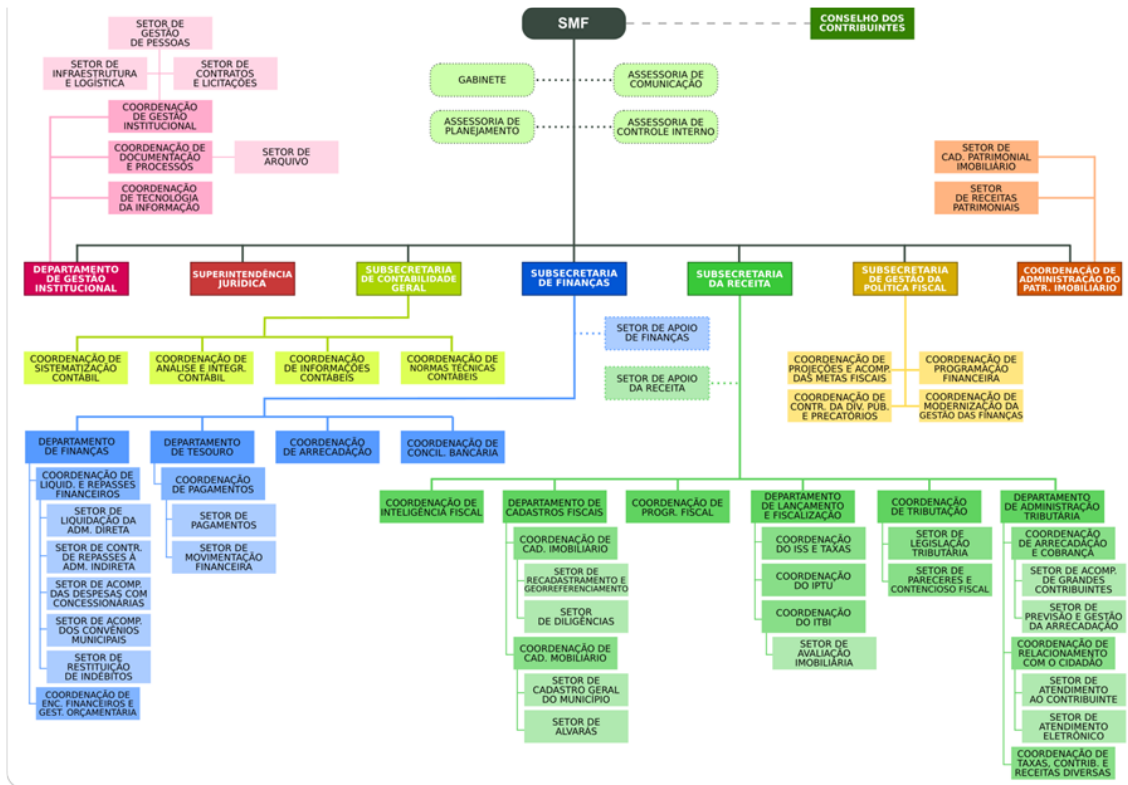 SMF
CONSELHO DOS
CONTRIBUINTES
SETOR DE
GESTÃO
DE PESSOAS
SETOR DE
INFRAESTRUTURA
E LOGISTICA
SETOR DE
CONTRATOS
E LICITAÇÕES
COORDENAÇÃO
DE GESTÃO
INSTITUCIONAL
COORDENAÇÃO DE
DOCUMENTAÇÃO
E PROCESSOS
SETOR DE
ARQUIVO
COORDENAÇÃO
DE TECNOLOGIA
DA INFORMAÇÃO
GABINETE
ASSESSORIA DE
COMUNICAÇÃO
ASSESSORIA DE
PLANEJAMENTO
ASSESSORIA DE
CONTROLE INTERNO
SETOR DE
CAD. PATRIMONIAL
IMOBILIÁRIO
SETOR
DE RECEITAS
PATRIMONIAIS
DEPARTAMENTO
DE GESTÃO
INSTITUCIONAL
SUPERINTENDÊNCIA
JURÍDICA
SUBSECRETARIA
DE CONTABILIDADE
GERAL
SUBSECRETARIA
DE FINANÇAS
SUBSECRETARIA
DA RECEITA
SUBSECRETARIA
DE GESTÃO DA
POLÍTICA FISCAL
COORDENAÇÃO DE
ADMINISTRAÇÃO DO
PATR. IMOBILIÁRIO
COORDENAÇÃO DE
SISTEMATIZAÇÃO
CONTÁBIL
COORDENAÇÃO DE
ANÁLISE E INTEGR.
CONTÁBIL
COORDENAÇÃO
DE INFORMAÇÕES
CONTÁBEIS
COORDENAÇÃO DE
NORMAS TÉCNICAS
CONTÁBEIS
SETOR DE APOIO
DE FINANÇAS
SETOR DE APOIO
DA RECEITA
COORDENAÇÃO DE
PROJEÇÕES E ACOMP.
DAS METAS FISCAIS
COORDENAÇÃO DE
PROGRAMAÇÃO
FINANCEIRA
COORDENAÇÃO DE
CONTR. DA DIV. PUB.
E PRECATÓRIOS
COORDENAÇÃO DE
MODERNIZAÇÃO DA
GESTÃO DAS FINANÇAS
DEPARTAMENTO
DE FINANÇAS
COORDENAÇÃO DE
LIQUID. E REPASSES
FINANCEIROS
SETOR DE
LIQUIDAÇÃO DA
ADM. DIRETA
SETOR DE CONTR.
DE REPASSES À
ADM. INDIRETA
SETOR DE ACOMP.
DAS DESPESAS COM
CONCESSIONÁRIAS
SETOR DE ACOMP.
DOS CONVÊNIOS
MUNICIPAIS
SETOR DE
RESTITUIÇÃO
DE INDÉBITOS
COORDENAÇÃO DE
ENC. FINANCEIROS E
GEST. ORÇAMENTÁRIA
DEPARTAMENTO
DE TESOURO
COORDENAÇÃO
DE PAGAMENTOS
SETOR DE
PAGAMENTOS
SETOR DE
MOVIMENTAÇÃO
FINANCEIRA
COORDENAÇÃO
DE ARRECADAÇÃO
COORDENAÇÃO DE
CONCIL. BANCÁRIA
COORDENAÇÃO DE
INTELIGÊNCIA FISCAL
DEPARTAMENTO DE
CADASTROS FISCAIS
COORDENAÇÃO DE
CAD. IMOBILIÁRIO
SETOR DE
RECADASTRAMENTO E
GEORREFERENCIAMENTO
SETOR
DE DILIGÊNCIAS
COORDENAÇÃO DE
CAD. MOBILIÁRIO
SETOR DE
CADASTRO GERAL
DO MUNICÍPIO
SETOR DE
ALVARÁS
COORDENAÇÃO DE
PROGR. FISCAL
DEPARTAMENTO
DE LANÇAMENTO
E FISCALIZAÇÃO
COORDENAÇÃO
DO ISS E TAXAS
COORDENAÇÃO
DO IPTU
COORDENAÇÃO
DO ITBI
SETOR DE
AVALIAÇÃO
IMOBILIÁRIA
COORDENAÇÃO
DE TRIBUTAÇÃO
SETOR DE
LEGISLAÇÃO
TRIBUTÁRIA
SETOR DE
PARECERES E
CONTENCIOSO FISCAL
DEPARTAMENTO
DE ADMINISTRAÇÃO
TRIBUTÁRIA
COORDENAÇÃO
DE ARRECADAÇÃO
E COBRANÇA
SETOR DE ACOMP.
DE GRANDES
CONTRIBUINTES
SETOR DE
PREVISÃO E GESTÃO
DA ARRECADAÇÃO
COORDENAÇÃO DE
RELACIONAMENTO
COM O CIDADÃO
SETOR DE
ATENDIMENTO
AO CONTRIBUINTE
SETOR DE
ATENDIMENTO
ELETRÔNICO
COORDENAÇÃO DE
TAXAS, CONTRIB. E
RECEITAS DIVERSAS